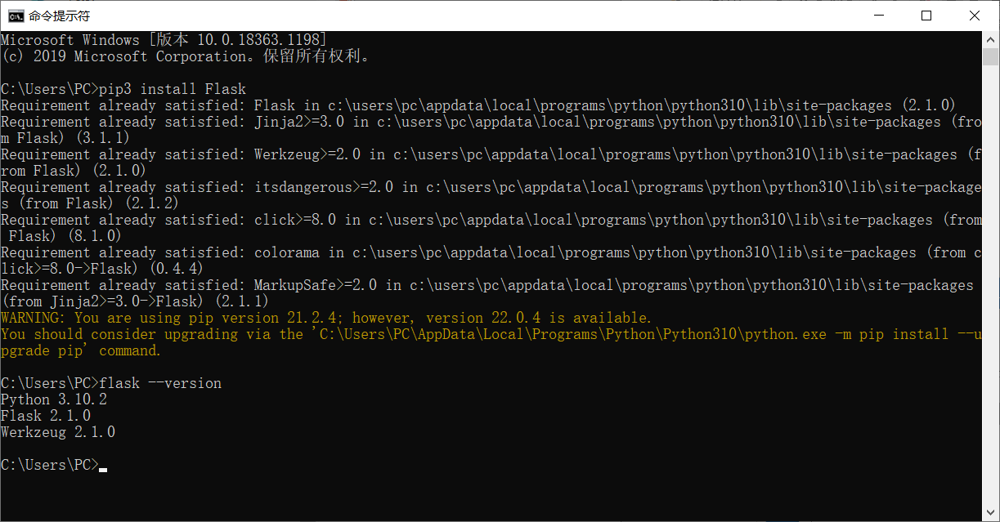 命令提示符
Microsoft Windows [版本 10.0.18363.1198]
(c) 2019 Microsoft Corporation。保留所有权利。
C:\Users\PC>pip3 install Flask
Requirement already satisfied: Flask in c:\users\pc\appdata\local\programs\python\python310\lib\site-packages (2.1.0)
Requirement already satisfied: Jinja2>=3.0 in c:\users\pc\appdata\local\programs\python\python310\lib\site-packages (fro
m Flask) (3.1.1)
Requirement already satisfied: Werkzeug>=2.0 in c:\users\pc\appdata\local\programs\python\python310\lib\site-packages (f
rom Flask) (2.1.0)
Requirement already satisfied: itsdangerous>=2.0 in c:\users\pc\appdata\local\programs\python\python310\lib\site-package
s (from Flask) (2.1.2)
Requirement already satisfied: click>=8.0 in c:\users\pc\appdata\local\programs\python\python310\lib\site-packages (from
 Flask) (8.1.0)
Requirement already satisfied: colorama in c:\users\pc\appdata\local\programs\python\python310\lib\site-packages (from c
lick>=8.0->Flask) (0.4.4)
Requirement already satisfied: MarkupSafe>=2.0 in c:\users\pc\appdata\local\programs\python\python310\lib\site-packages
(from Jinja2>=3.0->Flask) (2.1.1)
WARNING: You are using pip version 21.2.4; however, version 22.0.4 is available.
You should consider upgrading via the 'C:\Users\PC\AppData\Local\Programs\Python\Python310\python.exe -m pip install --u
pgrade pip' command.
C:\Users\PC>flask --version
Python 3.10.2
Flask 2.1.0
Werkzeug 2.1.0
C:\Users\PC>